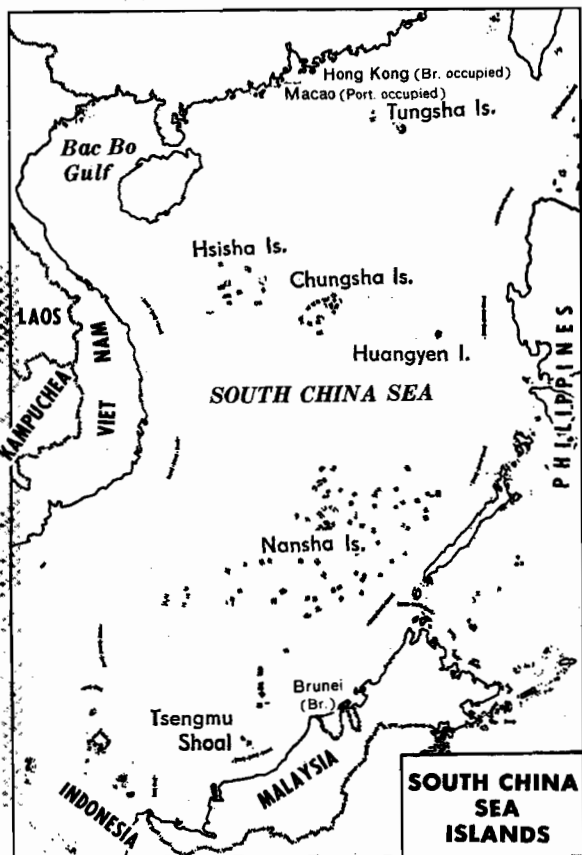 Hong Kong (Br. occupied)
Macao (Port. occupied)
Tungsha Is.
Bac Bo
Gulf
Hsisha Is.
Chungsha Is.
LAOS
VIET NAM
Huangyen I.
KAMPUCHEA
SOUTH CHINA SEA
PHILIPPINES
Nansha Is.
Brunei
(Br.)
Tsengmu
Shoal
MALAYSIA
INDONESIA
SOUTH CHINA
SEA
ISLANDS